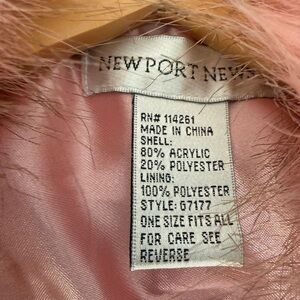 NEWPORT NEWS
RN# 114261
MADE IN CHINA
SHELL:
80% ACRYLIC
20% POLYESTER
LINING:
100% POLYESTER
STYLE: G7177
ONE SIZE FITS ALL
FOR CARE SEE
REVERSE